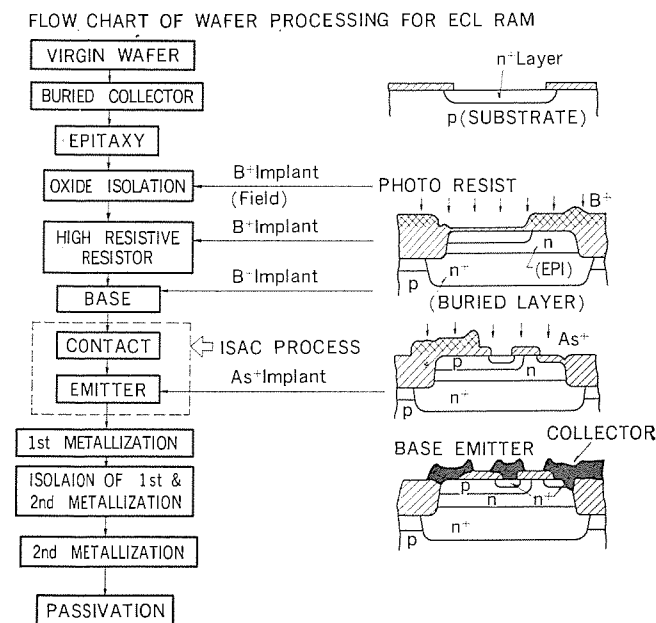 FLOW CHART OF WAFER PROCESSING FOR ECL RAM
VIRGIN WAFER
BURIED COLLECTOR
EPITAXY
OXIDE ISOLATION
HIGH RESISTIVE
RESISTOR
BASE
CONTACT
EMITTER
1st METALLIZATION
ISOLAION OF 1st &
2nd METALLIZATION
2nd METALLIZATION
PASSIVATION
B+Implant
(Field)
B+Implant
B+Implant
ISAC PROCESS
As+Implant
n+Layer
p(SUBSTRATE)
PHOTO RESIST
B+
n
n+
(EPI)
p
(BURIED LAYER)
As+
p
n
n+
p
BASE EMITTER
COLLECTOR
p
n
n+
n+
p